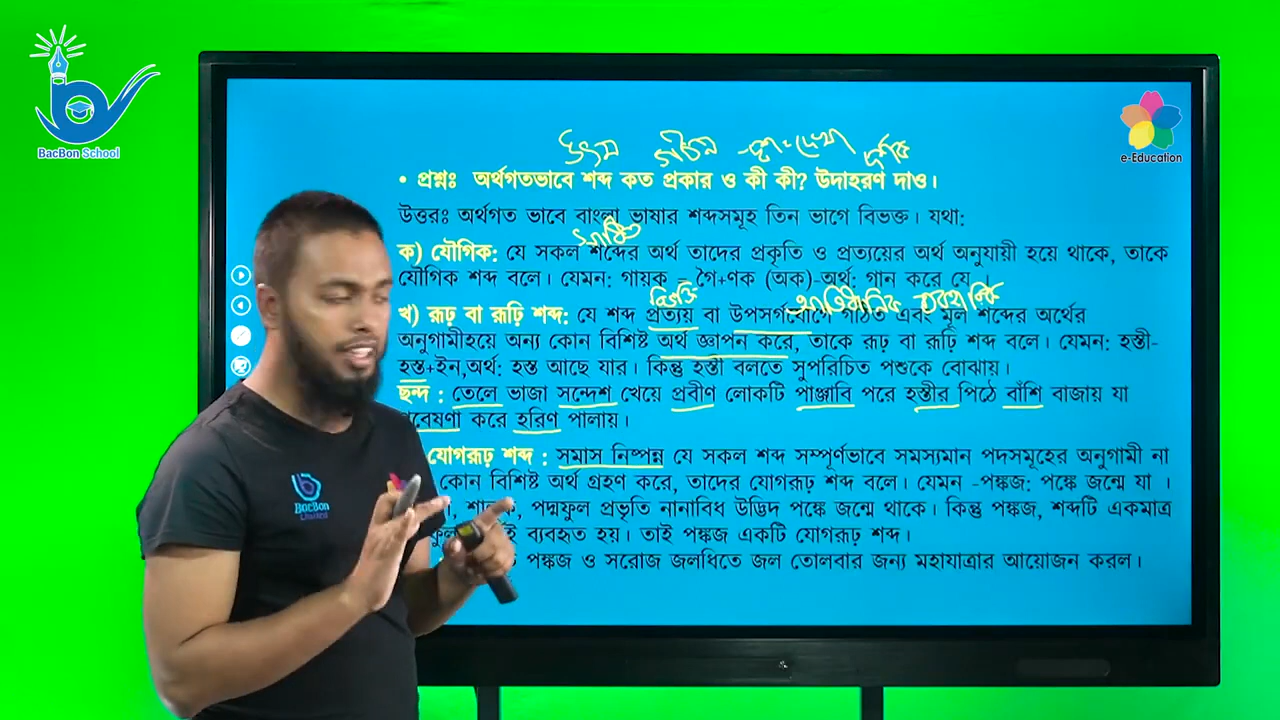 BacBon School
e-Education
উৎস গঠন
• প্রশ্নঃ অর্থগতভাবে শব্দ কত প্রকার ও কী কী? উদাহরণ দাও।
উত্তরঃ অর্থগত ভাবে বাংলা ভাষার শব্দসমূহ তিন ভাগে বিভক্ত। যথা:
ক) যৌগিক: যে সকল শব্দের অর্থ তাদের প্রকৃতি ও প্রত্যয়ের অর্থ অনুযায়ী হয়ে থাকে, তাকে
যৌগিক শব্দ বলে। যেমন: গায়ক – গৈ+ণক (অক)-অর্থ: গান করে যে ।
খ) রূঢ় বা রূঢ়ি শব্দ: যে শব্দ প্রত্যয় বা উপসর্গযোগে গঠিত এবং মূল শব্দের অর্থের
অনুগামীহয়ে অন্য কোন বিশিষ্ট অর্থ জ্ঞাপন করে, তাকে রূঢ় বা রূঢ়ি শব্দ বলে। যেমন: হস্তী-
হস্ত+ইন,অর্থ: হস্ত আছে যার। কিন্তু হস্তী বলতে সুপরিচিত পশুকে বোঝায়।
ছন্দ : তেলে ভাজা সন্দেশ খেয়ে প্রবীণ লোকটি পাঞ্জাবি পরে হস্তীর পিঠে বাঁশি বাজায় যা
করে হরিণ পালায়।
যোগরূঢ় শব্দ : সমাস নিষ্পন্ন যে সকল শব্দ সম্পূর্ণভাবে সমস্যমান পদসমূহের অনুগামী না
কোন বিশিষ্ট অর্থ গ্রহণ করে, তাদের যোগরূঢ় শব্দ বলে। যেমন -পঙ্কজ: পঙ্কে জন্মে যা ।
পদ্মফুল প্রভৃতি নানাবিধ উদ্ভিদ পঙ্কে জন্মে থাকে। কিন্তু পঙ্কজ, শব্দটি একমাত্র
ব্যবহৃত হয়। তাই পঙ্কজ একটি যোগরূঢ় শব্দ।
পঙ্কজ ও সরোজ জলধিতে জল তোলবার জন্য মহাযাত্রার আয়োজন করল।
BacBon
Limited